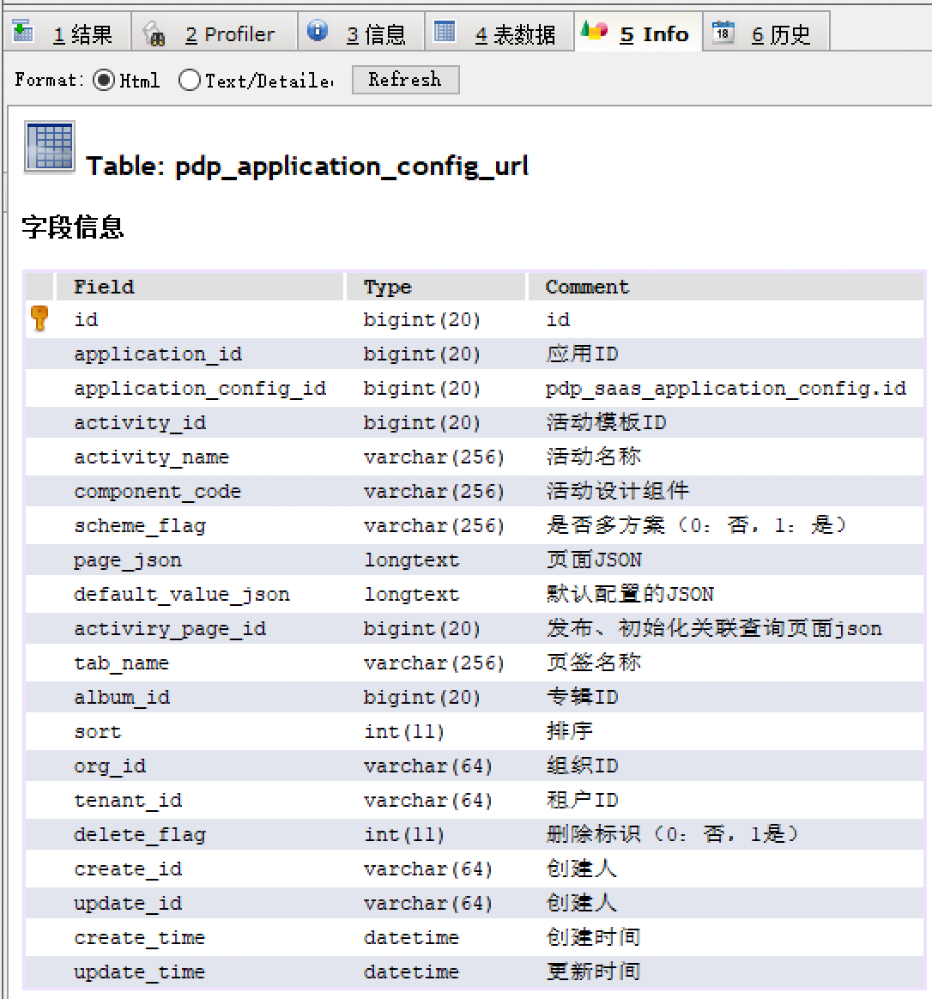 1 结果 2 Profiler 3 信息 4 表数据 5 Info 6 历史
Format: Html Text/Detaile Refresh
18
Table: pdp_application_config_url
字段信息
Field Type Comment
id bigint(20) id
application_id bigint(20) 应用ID
application_config_id bigint(20) pdp_saas_application_config.id
activity_id bigint(20) 活动模板ID
activity_name varchar(256) 活动名称
component_code varchar(256) 活动设计组件
scheme_flag varchar(256) 是否多方案（0：否，1：是）
page_json longtext 页面JSON
default_value_json longtext 默认配置的JSON
activiry_page_id bigint(20) 发布、初始化关联查询页面json
tab_name varchar(256) 页签名称
album_id bigint(20) 专辑ID
sort int(11) 排序
org_id varchar(64) 组织ID
tenant_id varchar(64) 租户ID
delete_flag int(11) 删除标识（0：否，1是）
create_id varchar(64) 创建人
update_id varchar(64) 创建人
create_time datetime 创建时间
update_time datetime 更新时间